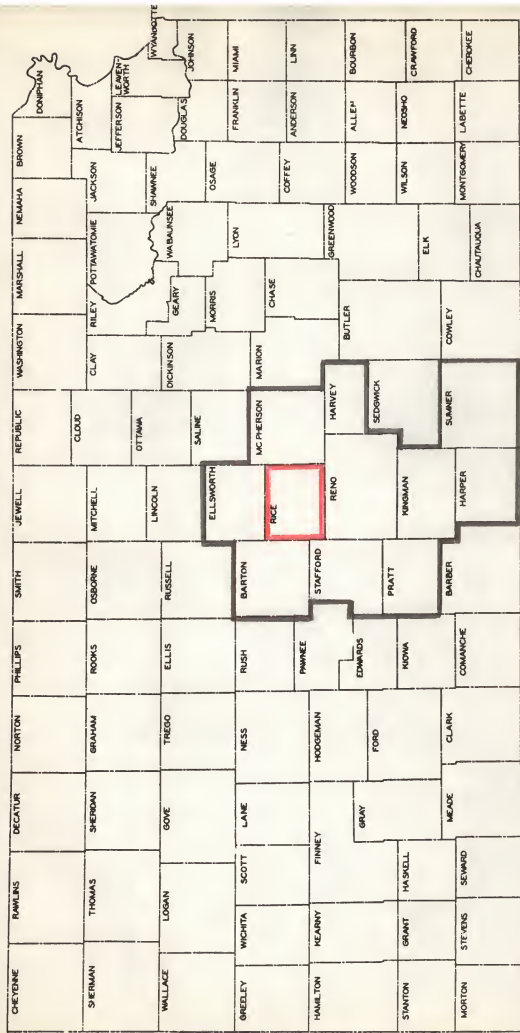 CHEYENNE
RAWLINS
DECATUR
NORTON
PHILLIPS
SMITH
JEWELL
REPUBLIC
WASHINGTON
MARSHALL
NEMAHA
BROWN
DONIPHAN
SHERMAN
THOMAS
SHERIDAN
GRAHAM
ROOKS
OSBORNE
MITCHELL
CLOUD
CLAY
RILEY
POTTAWATOMIE
JACKSON
ATCHISON
JEFFERSON
LEAVEN-
WORTH
WYANDOTTE
WALLACE
LOGAN
GOVE
TREGO
ELLIS
RUSSELL
LINCOLN
OTTAWA
SALINE
DICKINSON
GEARY
WABAUNSEE
SHAWNEE
DOUGLAS
JOHNSON
GREELEY
WICHITA
SCOTT
LANE
NESS
RUSH
BARTON
ELLSWORTH
RICE
MC PHERSON
MARION
MORRIS
CHASE
LYON
OSAGE
COFFEY
FRANKLIN
ANDERSON
MIAMI
LINN
HAMILTON
KEARNY
FINNEY
GRAY
HODGEMAN
FORD
PAWNEE
EDWARDS
STAFFORD
PRATT
RENO
HARVEY
SEDGWICK
BUTLER
GREENWOOD
WOODSON
ALLEN
BOURBON
STANTON
GRANT
HASKELL
KIOWA
KINGMAN
WILSON
NEOSHO
CRAWFORD
MORTON
STEVENS
SEWARD
MEADE
CLARK
COMANCHE
BARBER
HARPER
SUMNER
COWLEY
ELK
CHAUTAUQUA
MONTGOMERY
LABETTE
CHEROKEE